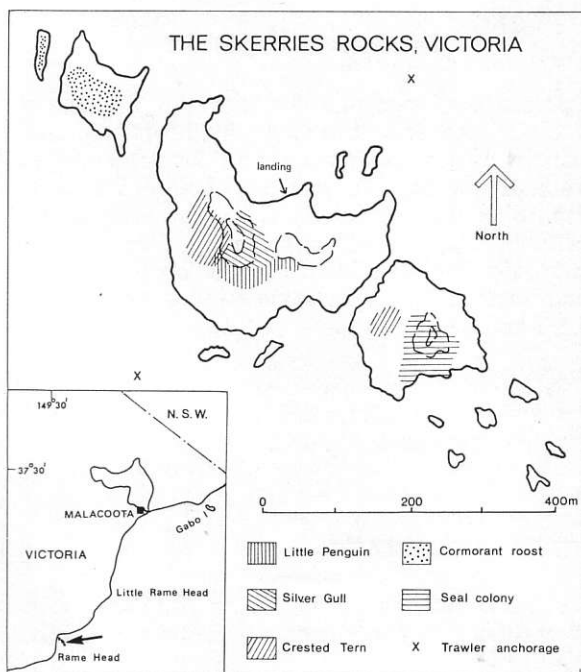 THE SKERRIES ROCKS, VICTORIA
X
landing
North
X
149°30'
N.S.W.
37°30'
MALACOOTA
Gabo I
VICTORIA
Little Rame Head
Rame Head
0 200 400m
Little Penguin
Cormorant roost
Silver Gull
Seal colony
Crested Tern
X Trawler anchorage